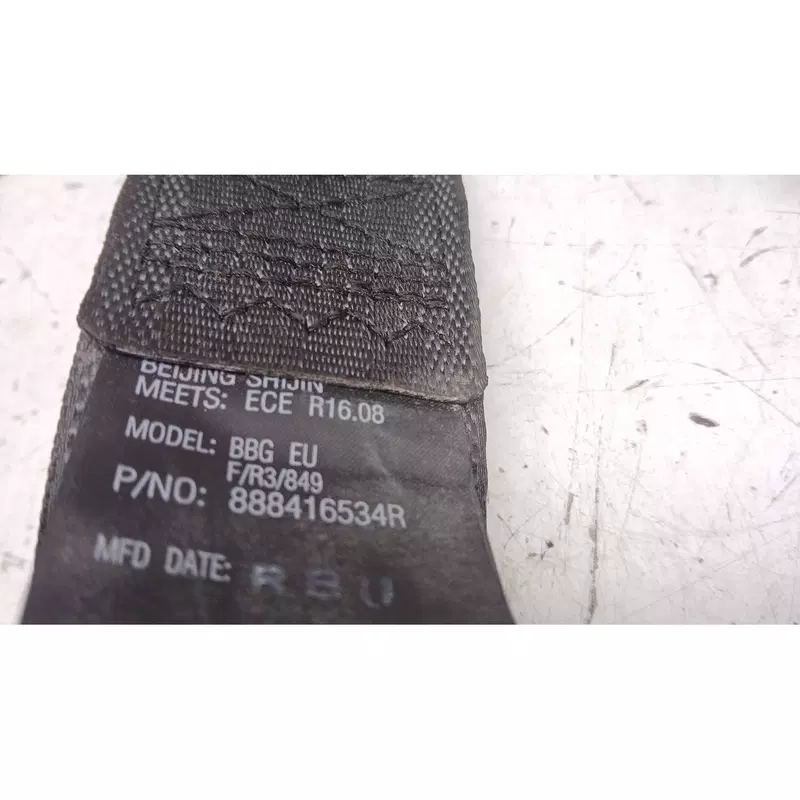 BEIJING SHIJIN
MEETS: ECE R16.08
MODEL: BBG EU
F/R3/849
P/NO: 888416534R
MFD DATE: RBU